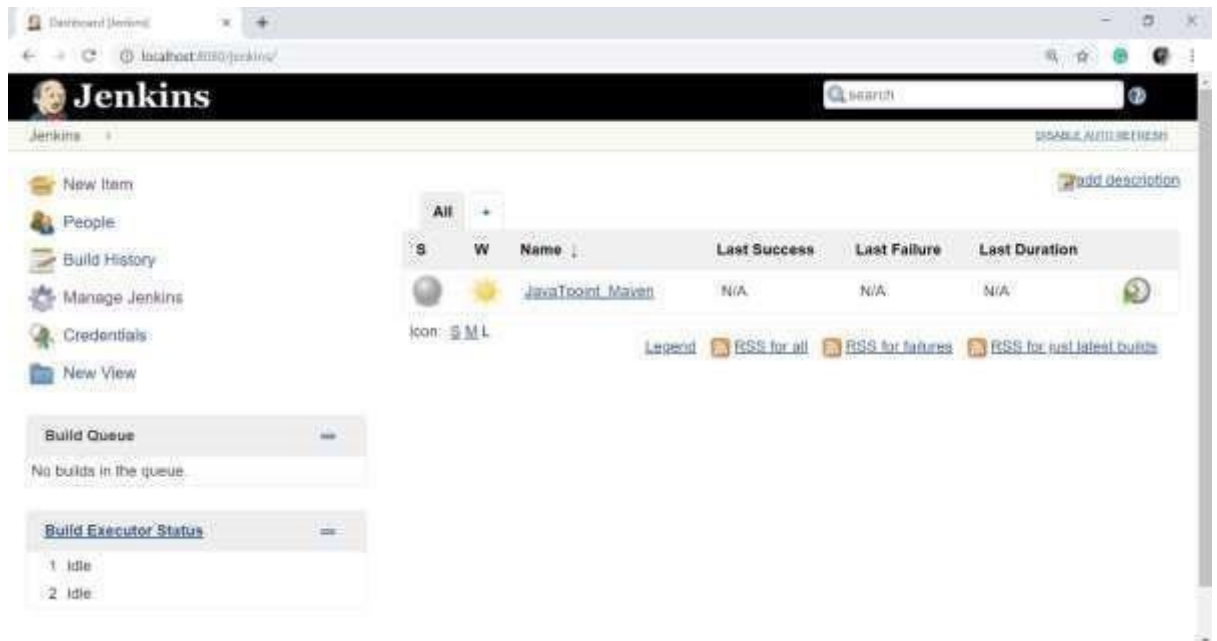 Dashboard [Jenkins]
localhost:8080/jenkins/
Jenkins
search
Jenkins
DISABLE AUTO REFRESH
New Item
People
Build History
Manage Jenkins
Credentials
New View
add description
All +
S W Name ↓ Last Success Last Failure Last Duration
JavaTpoint_Maven N/A N/A N/A
Icon: S M L
Legend RSS for all RSS for failures RSS for just latest builds
Build Queue
No builds in the queue.
Build Executor Status
1 Idle
2 Idle